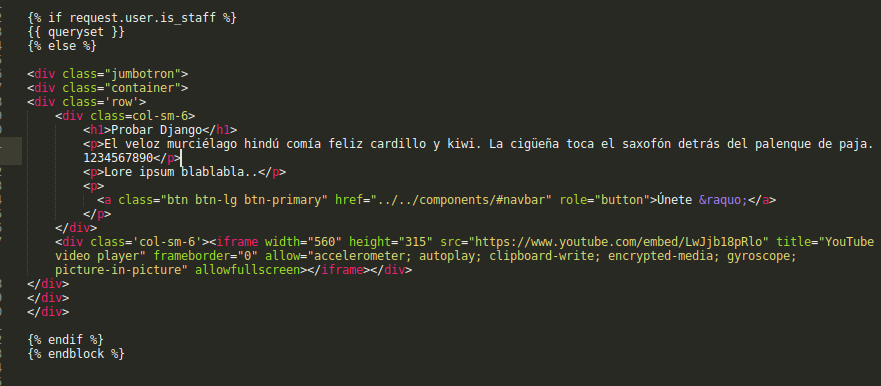 {% if request.user.is_staff %}
{{ queryset }}
{% else %}
<div class="jumbotron">
<div class="container">
<div class='row'>
<div class=col-sm-6>
<h1>Probar Django</h1>
<p>El veloz murciélago hindú comía feliz cardillo y kiwi. La cigüeña toca el saxofón detrás del palenque de paja.
1234567890</p>
<p>Lore ipsum blablabla..</p>
<p>
<a class="btn btn-lg btn-primary" href="../../components/#navbar" role="button">Únete &raquo;</a>
</p>
</div>
<div class='col-sm-6'><iframe width="560" height="315" src="https://www.youtube.com/embed/LwJjb18pRlo" title="YouTube
video player" frameborder="0" allow="accelerometer; autoplay; clipboard-write; encrypted-media; gyroscope;
picture-in-picture" allowfullscreen></iframe></div>
</div>
</div>
</div>
{% endif %}
{% endblock %}